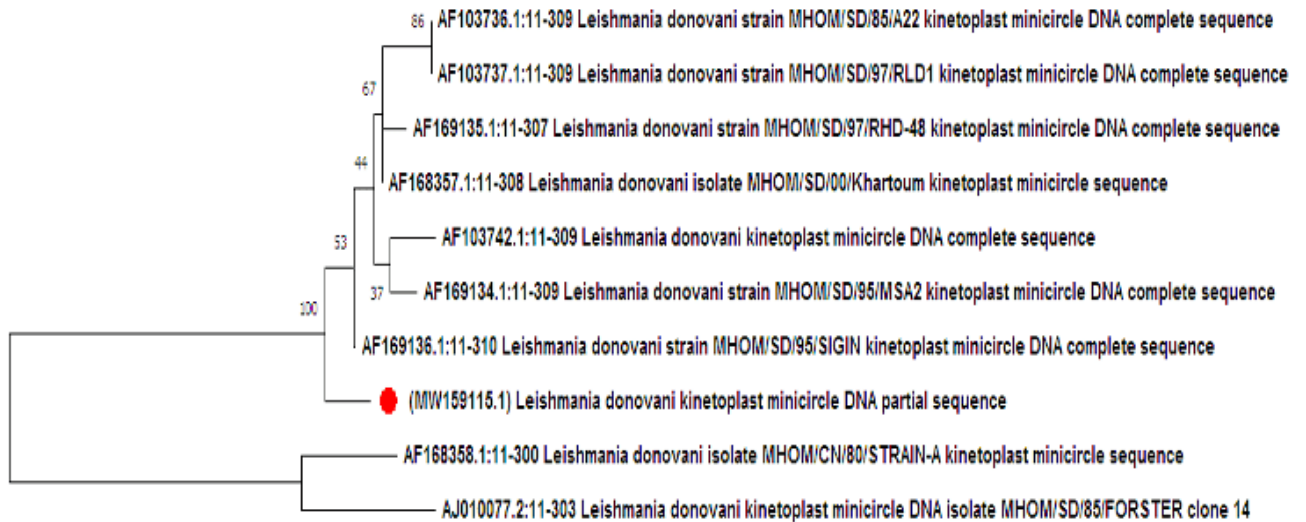 86
AF103736.1:11-309 Leishmania donovani strain MHOM/SD/85/A22 kinetoplast minicircle DNA complete sequence
AF103737.1:11-309 Leishmania donovani strain MHOM/SD/97/RLD1 kinetoplast minicircle DNA complete sequence
67
AF169135.1:11-307 Leishmania donovani strain MHOM/SD/97/RHD-48 kinetoplast minicircle DNA complete sequence
44
AF168357.1:11-308 Leishmania donovani isolate MHOM/SD/00/Khartoum kinetoplast minicircle sequence
53
AF103742.1:11-309 Leishmania donovani kinetoplast minicircle DNA complete sequence
37
AF169134.1:11-309 Leishmania donovani strain MHOM/SD/95/MSA2 kinetoplast minicircle DNA complete sequence
100
AF169136.1:11-310 Leishmania donovani strain MHOM/SD/95/SIGIN kinetoplast minicircle DNA complete sequence
(MW159115.1) Leishmania donovani kinetoplast minicircle DNA partial sequence
AF168358.1:11-300 Leishmania donovani isolate MHOM/CN/80/STRAIN-A kinetoplast minicircle sequence
AJ010077.2:11-303 Leishmania donovani kinetoplast minicircle DNA isolate MHOM/SD/85/FORSTER clone 14